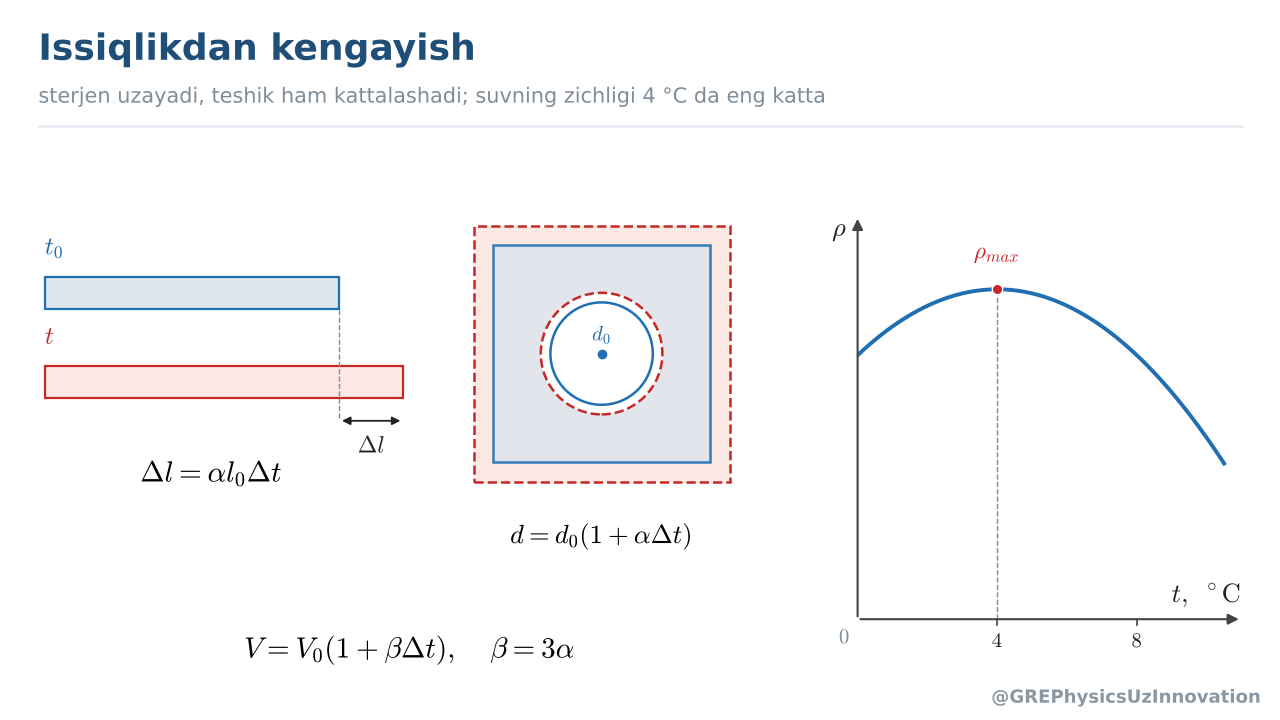 Issiqlikdan kengayish
sterjen uzayadi, teshik ham kattalashadi; suvning zichligi 4 °C da eng katta
t₀
t
Δl
Δl = αl₀Δt
d₀
d = d₀(1 + αΔt)
V = V₀(1 + βΔt),  β = 3α
ρ
ρₘₐₓ
t, °C
0
4
8
@GREPhysicsUzInnovation